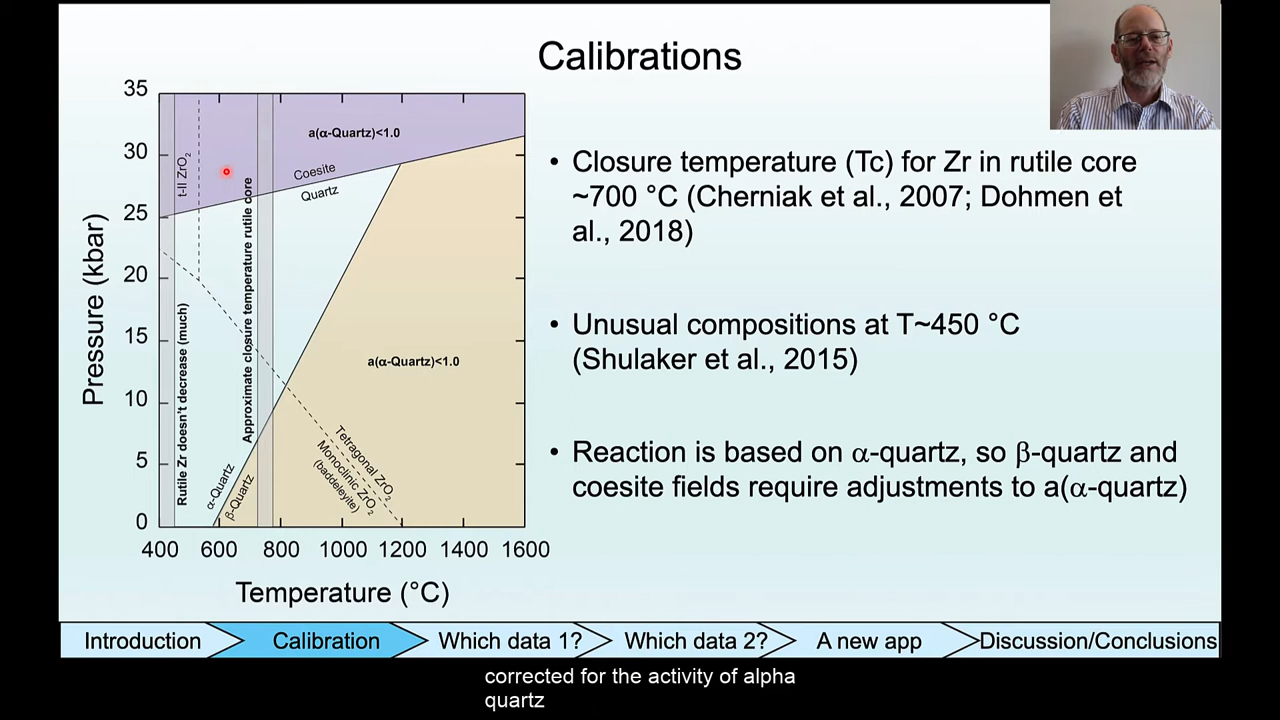 Calibrations
35
30
25
20
15
10
5
0
Pressure (kbar)
400 600 800 1000 1200 1400 1600
Temperature (°C)
a(α-Quartz)<1.0
t-II ZrO2
Coesite
Quartz
Rutile Zr doesn't decrease (much)
Approximate closure temperature rutile core
a(α-Quartz)<1.0
α-Quartz
β-Quartz
Tetragonal ZrO2
Monoclinic ZrO2
(baddeleyite)
• Closure temperature (Tc) for Zr in rutile core
~700 °C (Cherniak et al., 2007; Dohmen et
al., 2018)
• Unusual compositions at T~450 °C
(Shulaker et al., 2015)
• Reaction is based on α-quartz, so β-quartz and
coesite fields require adjustments to a(α-quartz)
Introduction Calibration Which data 1? Which data 2? A new app Discussion/Conclusions
corrected for the activity of alpha
quartz